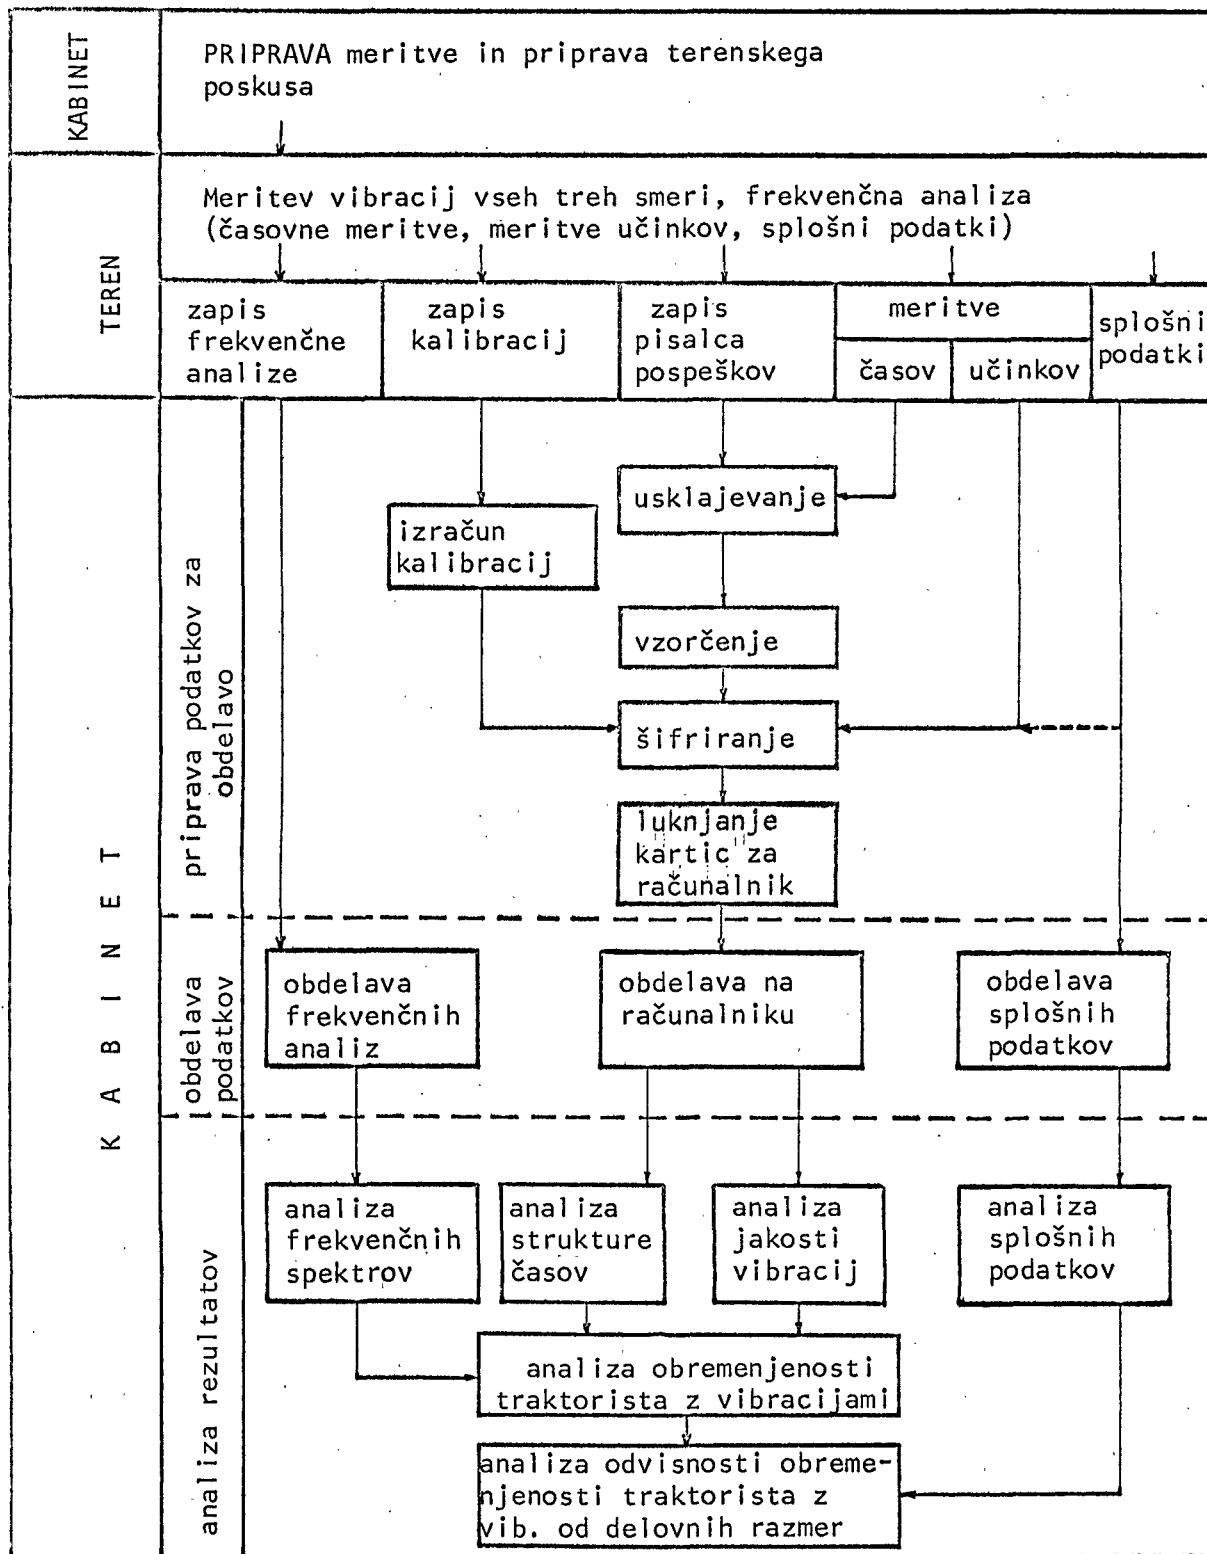 KABINET
PRIPRAVA meritve in priprava terenskega
poskusa
TEREN
Meritev vibracij vseh treh smeri, frekvenčna analiza
(časovne meritve, meritve učinkov, splošni podatki)
zapis
frekvenčne
analize
zapis
kalibracij
zapis
pisalca
pospeškov
meritve
časov
učinkov
splošni
podatki
KABINET
priprava podatkov za
obdelavo
usklajevanje
izračun
kalibracij
vzorčenje
šifriranje
luknjanje
kartic za
računalnik
obdelava
podatkov
obdelava
frekvenčnih
analiz
obdelava na
računalniku
obdelava
splošnih
podatkov
analiza rezultatov
analiza
frekvenčnih
spektrov
analiza
strukture
časov
analiza
jakosti
vibracij
analiza
splošnih
podatkov
analiza obremenjenosti
traktorista z vibracijami
analiza odvisnosti obreme-
njenosti traktorista z
vib. od delovnih razmer